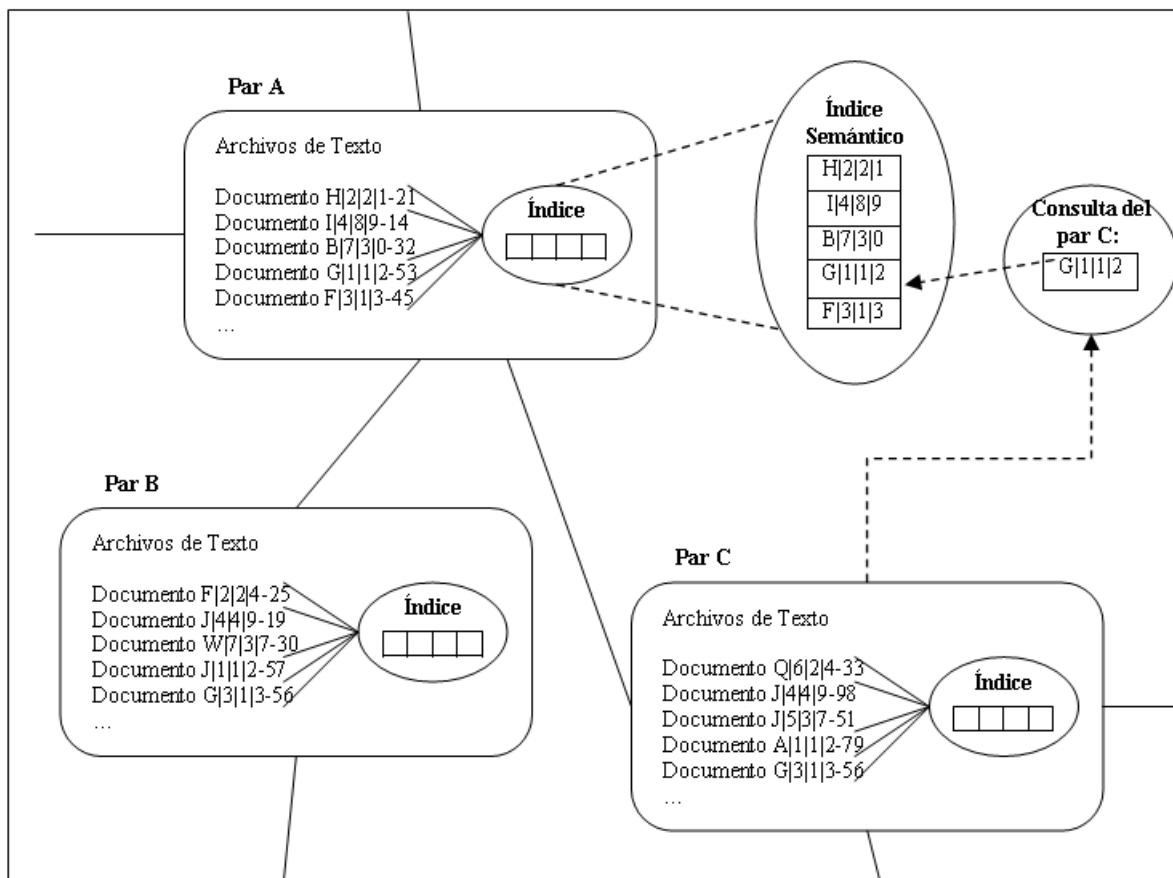 Par A
Archivos de Texto
Documento H|2|2|1-21
Documento I|4|8|9-14
Documento B|7|3|0-32
Documento G|1|1|2-53
Documento F|3|1|3-45
...
Índice
Índice
Semántico
H|2|2|1
I|4|8|9
B|7|3|0
G|1|1|2
F|3|1|3
Consulta del
par C:
G|1|1|2
Par B
Archivos de Texto
Documento F|2|2|4-25
Documento J|4|4|9-19
Documento W|7|3|7-30
Documento J|1|1|2-57
Documento G|3|1|3-56
...
Índice
Par C
Archivos de Texto
Documento Q|6|2|4-33
Documento J|4|4|9-98
Documento J|5|3|7-51
Documento A|1|1|2-79
Documento G|3|1|3-56
...
Índice